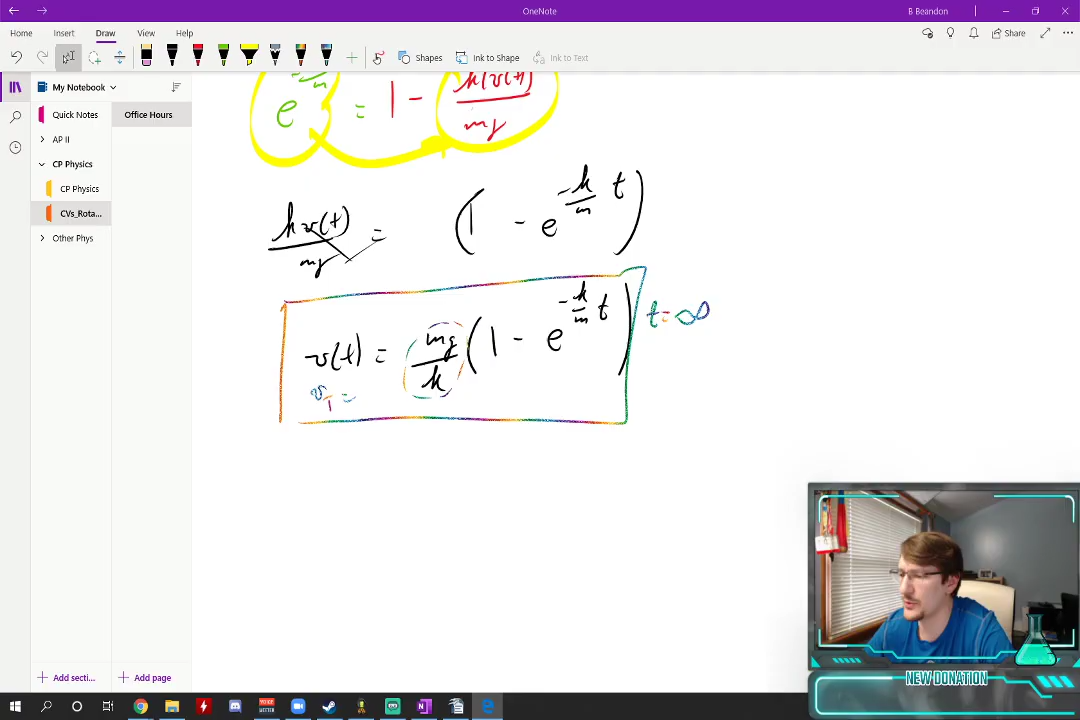 OneNote
B Beandon
Home Insert Draw View Help
Share
Shapes Ink to Shape Ink to Text
My Notebook
Quick Notes
AP II
CP Physics
CP Physics
CVs_Rota...
Other Phys
Office Hours
e^(-k/m) = 1 - k(v(t))/mg
kv(t)/mg = (1 - e^(-k/m t))
v(t) = mg/k (1 - e^(-k/m t)) t = ∞
v_T =
Add secti... Add page
NEW DONATION